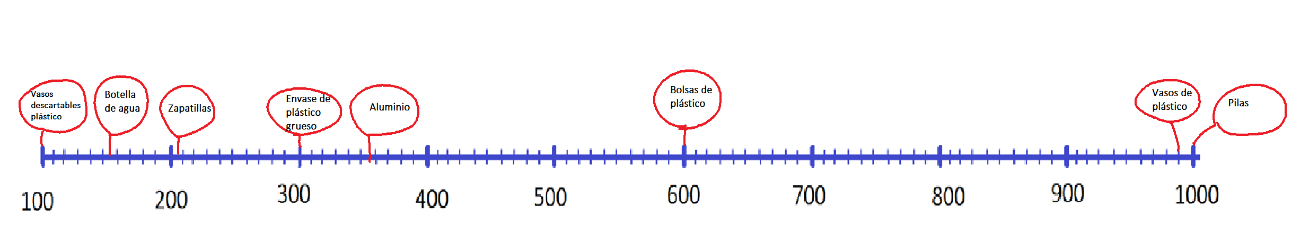 Vasos
descartables
plástico
Botella
de agua
Zapatillas
Envase de
plástico
grueso
Aluminio
Bolsas de
plástico
Vasos de
plástico
Pilas
100
200
300
400
500
600
700
800
900
1000